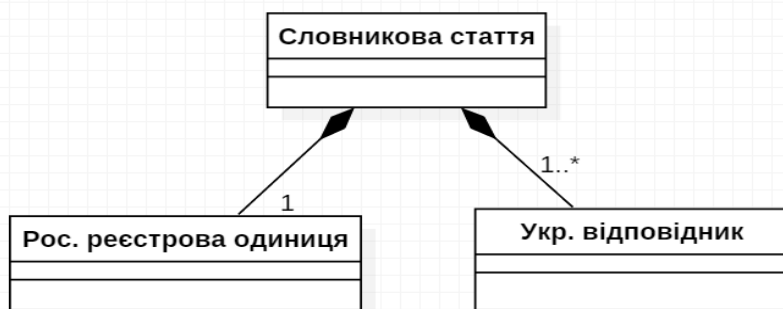 Словникова стаття
1..*
1
Рос. реєстрова одиниця
Укр. відповідник